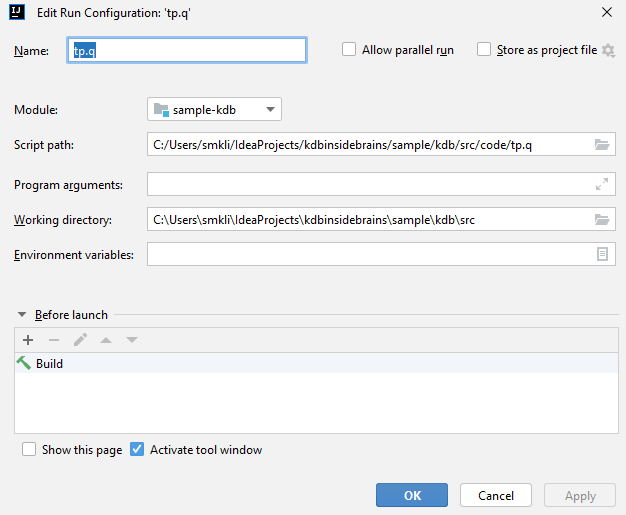 IJ Edit Run Configuration: 'tp.q'
Name: tp.q Allow parallel run Store as project file
Module: sample-kdb
Script path: C:/Users/smkli/IdeaProjects/kdbinsidebrains/sample/kdb/src/code/tp.q
Program arguments:
Working directory: C:\Users\smkli\IdeaProjects\kdbinsidebrains\sample\kdb\src
Environment variables:
Before launch
Build
Show this page Activate tool window
OK Cancel Apply